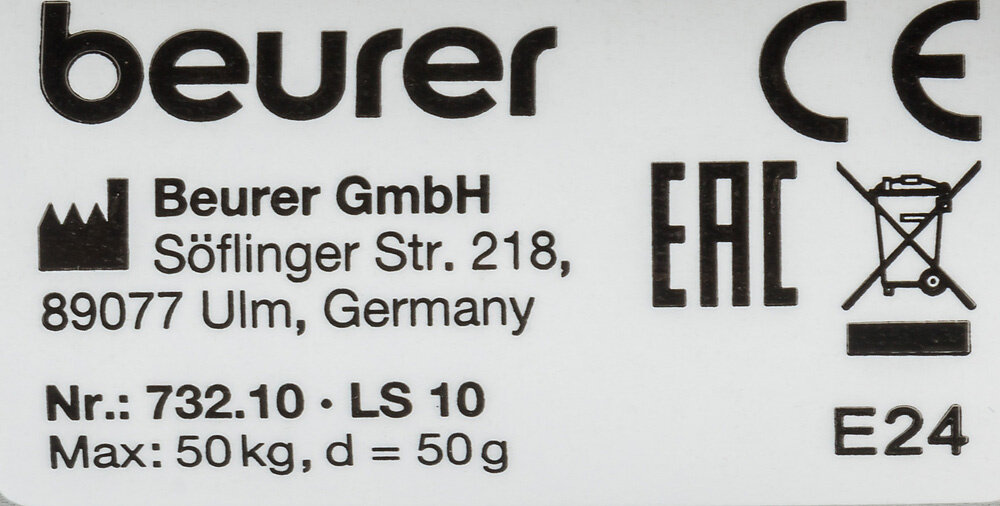 beurer
CE
EAC
Beurer GmbH
Söflinger Str. 218,
89077 Ulm, Germany
Nr.: 732.10 · LS 10
Max: 50 kg, d = 50 g
E24